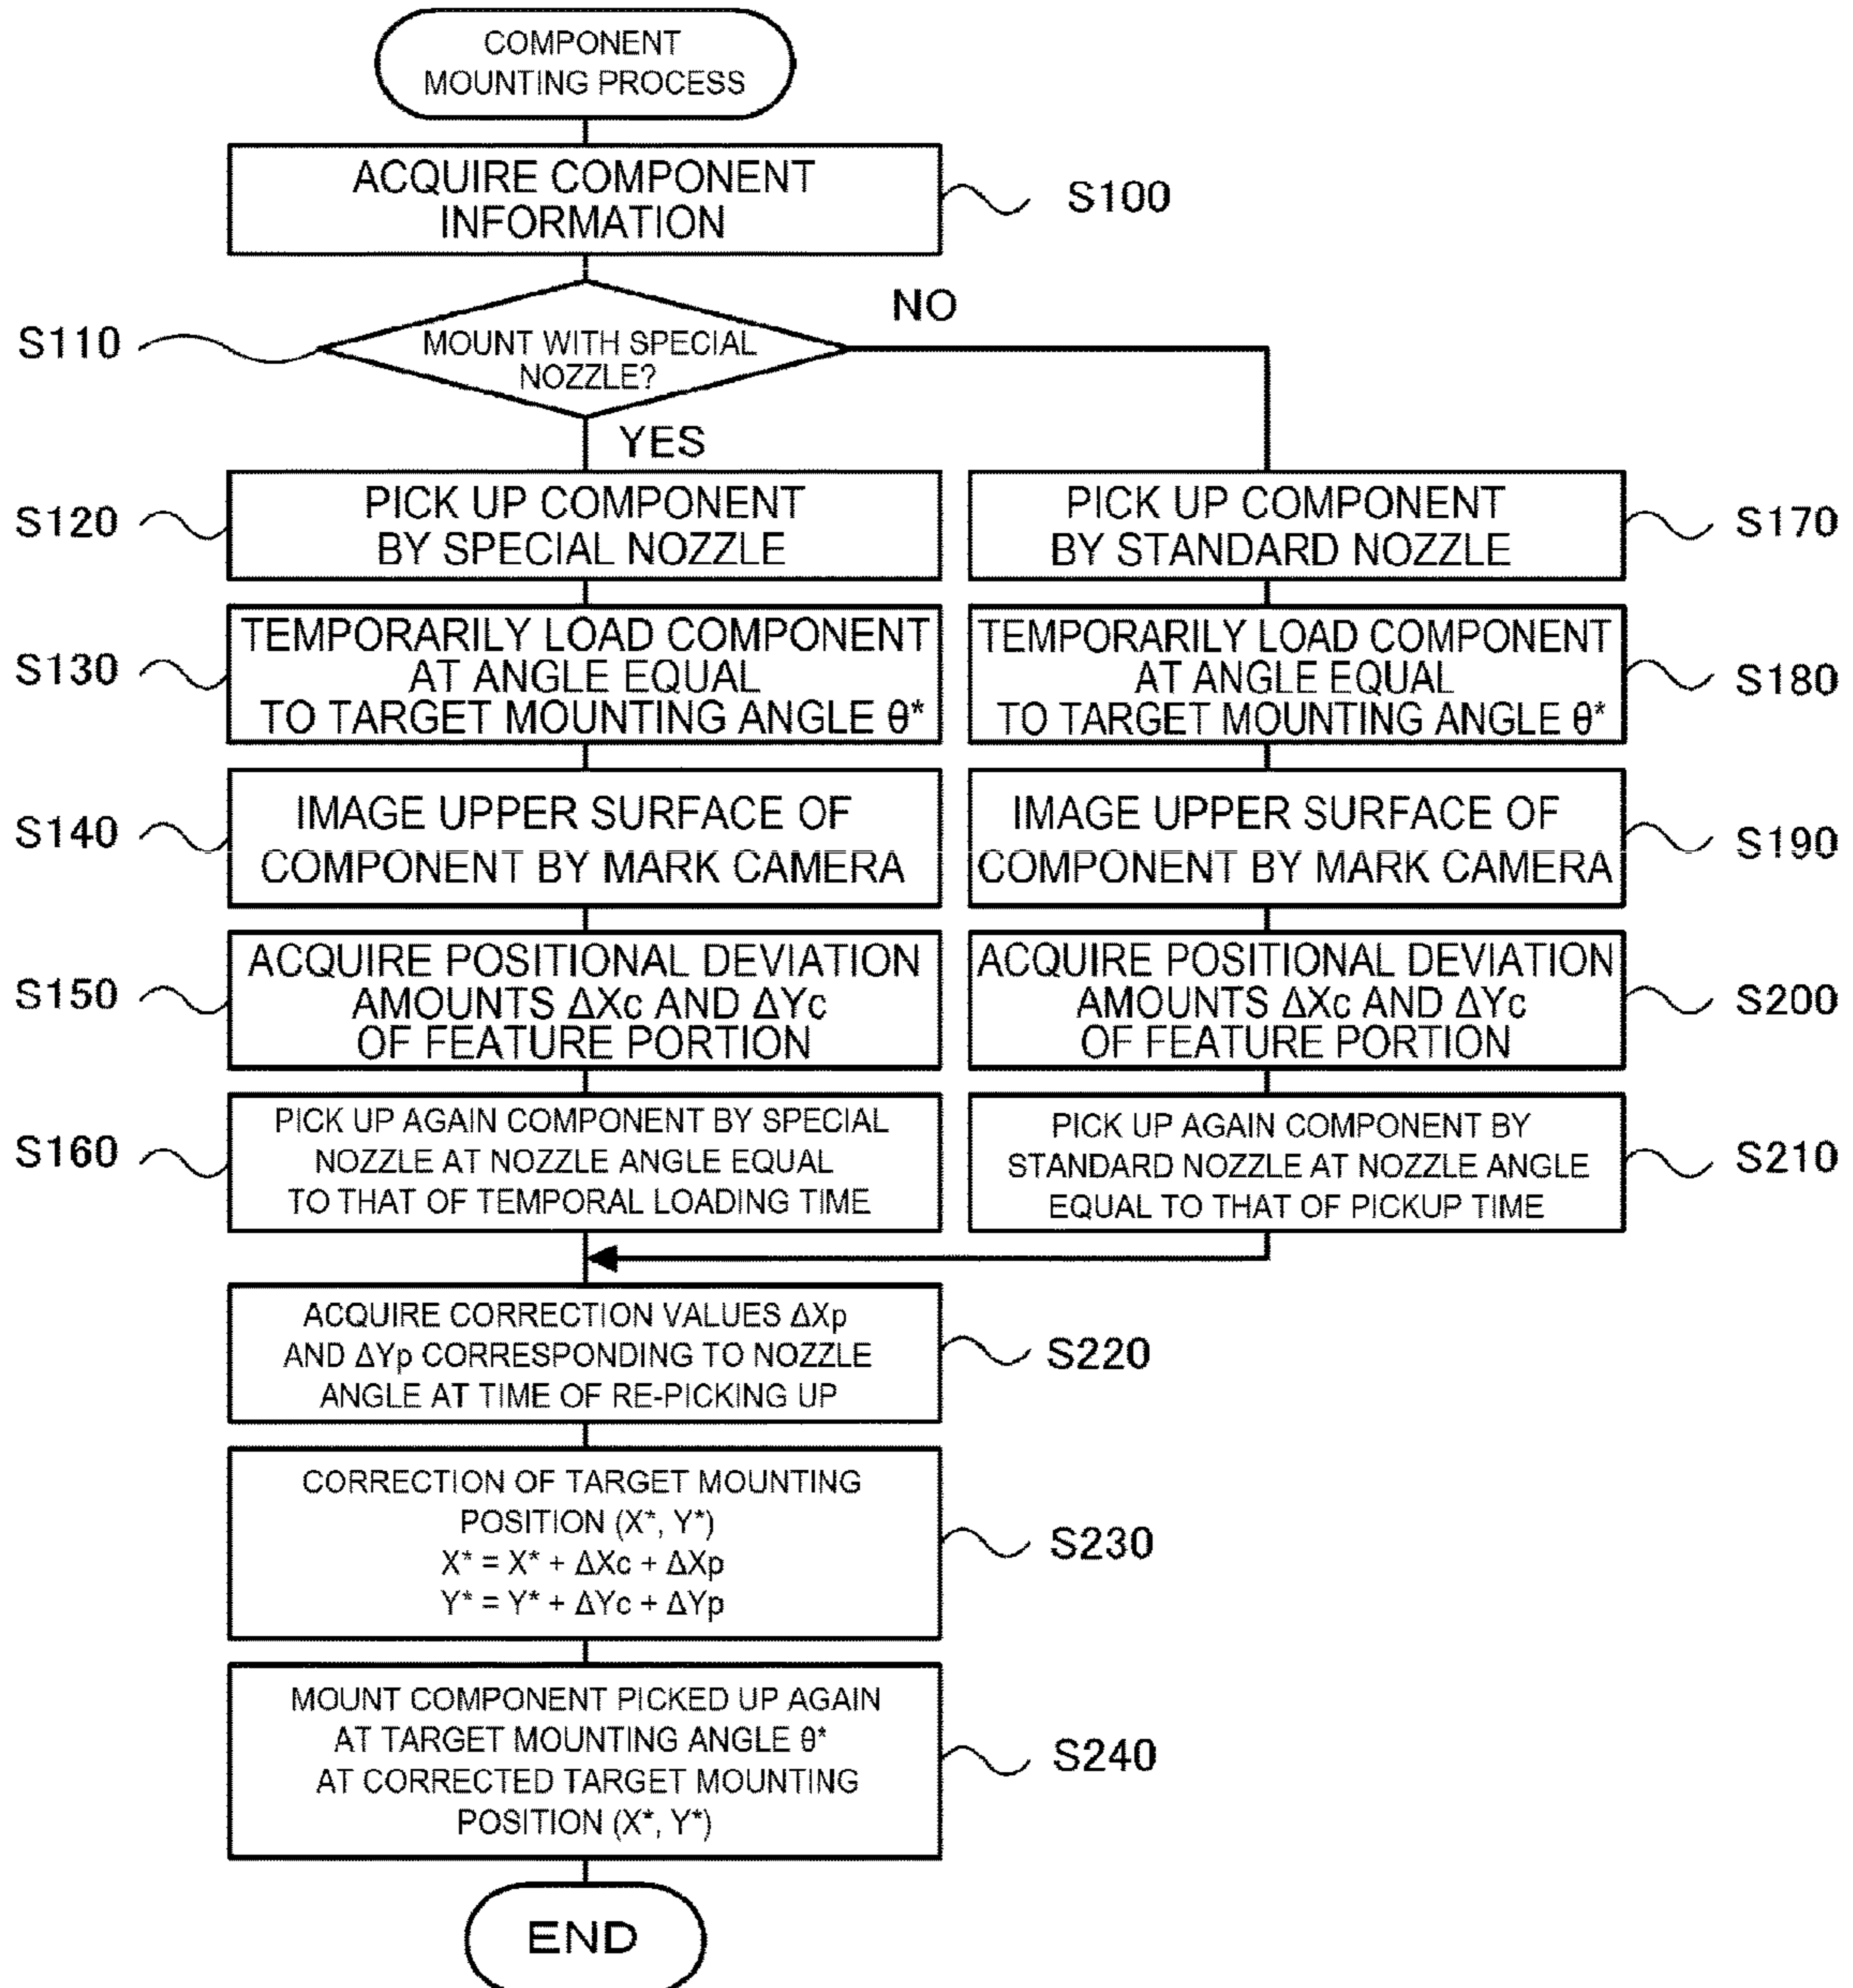 COMPONENT
MOUNTING PROCESS
ACQUIRE COMPONENT
INFORMATION
S100
S110
MOUNT WITH SPECIAL
NOZZLE?
NO
YES
S120
PICK UP COMPONENT
BY SPECIAL NOZZLE
S130
TEMPORARILY LOAD COMPONENT
AT ANGLE EQUAL
TO TARGET MOUNTING ANGLE θ*
S140
IMAGE UPPER SURFACE OF
COMPONENT BY MARK CAMERA
S150
ACQUIRE POSITIONAL DEVIATION
AMOUNTS ΔXc AND ΔYc
OF FEATURE PORTION
S160
PICK UP AGAIN COMPONENT BY SPECIAL
NOZZLE AT NOZZLE ANGLE EQUAL
TO THAT OF TEMPORAL LOADING TIME
PICK UP COMPONENT
BY STANDARD NOZZLE
S170
TEMPORARILY LOAD COMPONENT
AT ANGLE EQUAL
TO TARGET MOUNTING ANGLE θ*
S180
IMAGE UPPER SURFACE OF
COMPONENT BY MARK CAMERA
S190
ACQUIRE POSITIONAL DEVIATION
AMOUNTS ΔXc AND ΔYc
OF FEATURE PORTION
S200
PICK UP AGAIN COMPONENT BY
STANDARD NOZZLE AT NOZZLE ANGLE
EQUAL TO THAT OF PICKUP TIME
S210
ACQUIRE CORRECTION VALUES ΔXp
AND ΔYp CORRESPONDING TO NOZZLE
ANGLE AT TIME OF RE-PICKING UP
S220
CORRECTION OF TARGET MOUNTING
POSITION (X*, Y*)
X* = X* + ΔXc + ΔXp
Y* = Y* + ΔYc + ΔYp
S230
MOUNT COMPONENT PICKED UP AGAIN
AT TARGET MOUNTING ANGLE θ*
AT CORRECTED TARGET MOUNTING
POSITION (X*, Y*)
S240
END